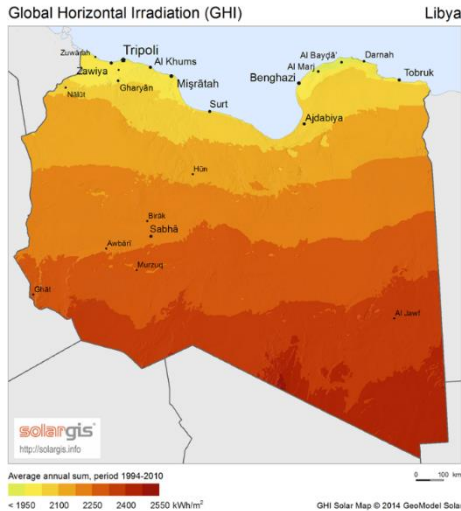 Global Horizontal Irradiation (GHI)
Libya
Zuwārah
Tripoli
Al Khums
Zawiya
Mişrātah
Gharyān
Nālūt
Surt
Al Bayḑā'
Darnah
Al Marj
Benghazi
Tobruk
Ajdabiya
Hūn
Birāk
Sabhā
Awbārī
Murzuq
Ghāt
Al Jawf
solargis
http://solargis.info
Average annual sum, period 1994-2010
0 100 km
< 1950 2100 2250 2400 2550 kWh/m²
GHI Solar Map © 2014 GeoModel Solar